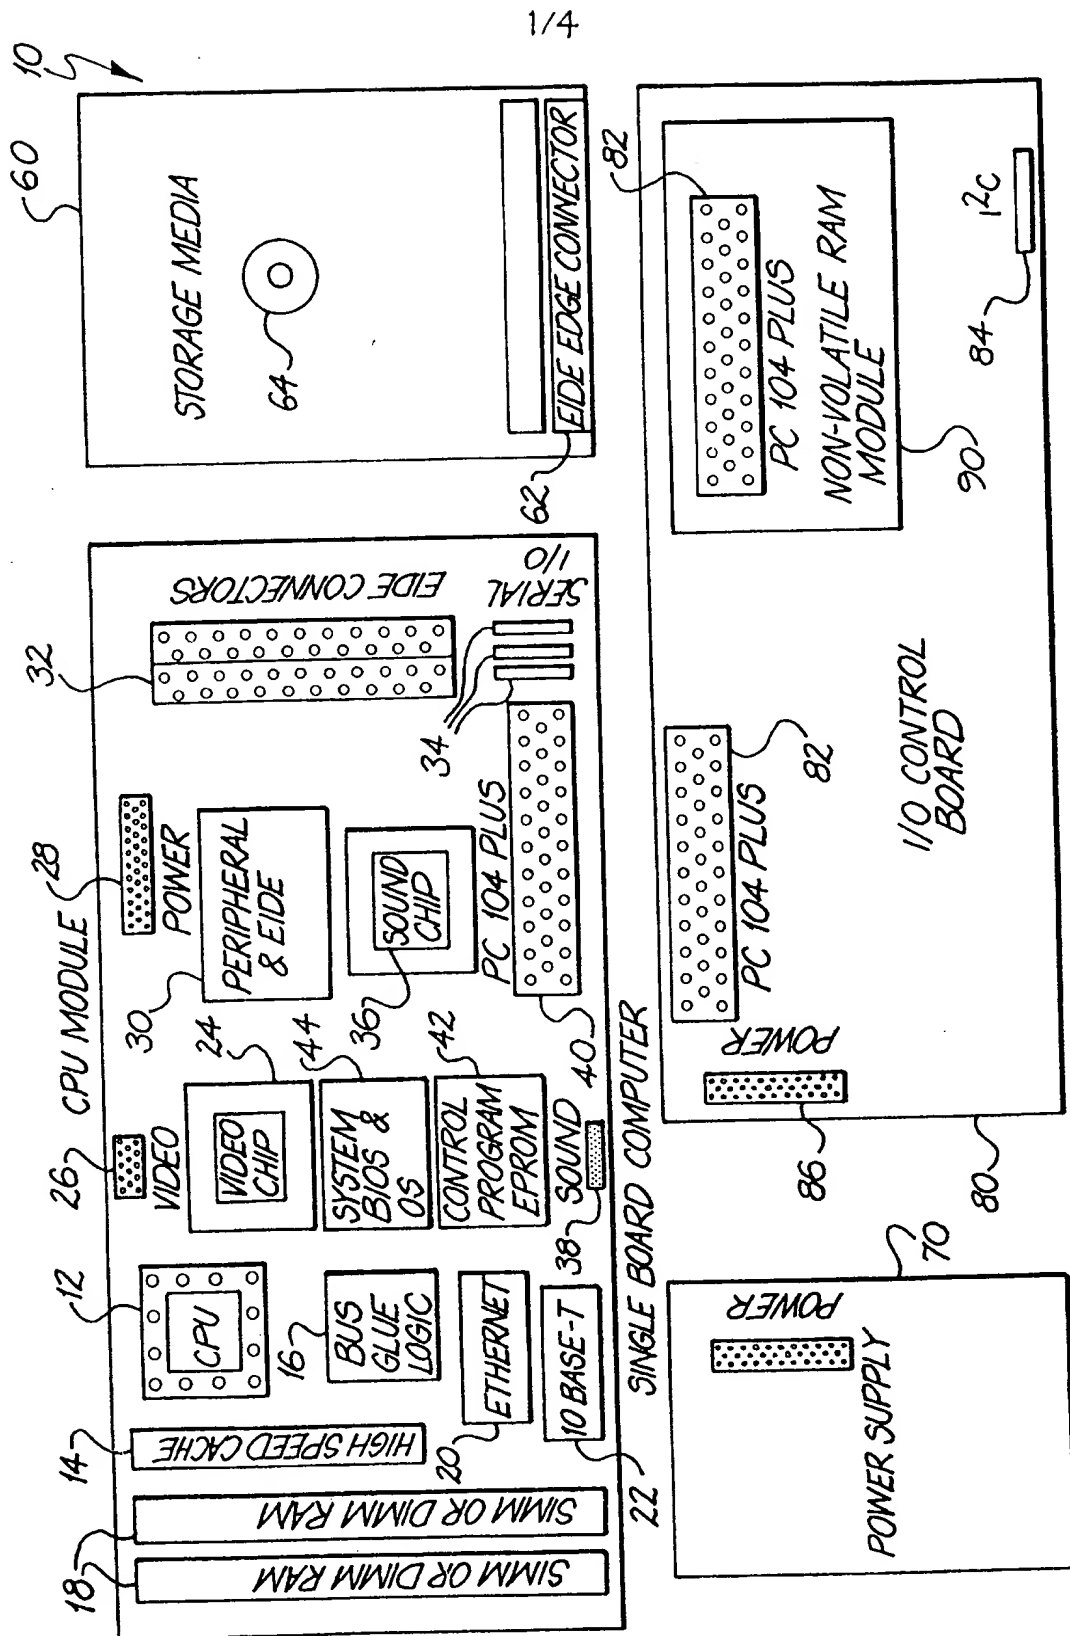 1/4
10
CPU MODULE
18
14
12
26
28
32
60
SIMM OR DIMM RAM
SIMM OR DIMM RAM
HIGH SPEED CACHE
CPU
16
BUS
GLUE
LOGIC
20
ETHERNET
22
10 BASE-T
VIDEO
24
VIDEO
CHIP
44
SYSTEM
BIOS &
OS
42
CONTROL
PROGRAM
EPROM
38
SOUND
POWER
30
PERIPHERAL
& EIDE
36
SOUND
CHIP
PC 104 PLUS
40
34
EIDE CONNECTORS
SERIAL
I/O
SINGLE BOARD COMPUTER
STORAGE MEDIA
64
62
EIDE EDGE CONNECTOR
70
POWER
POWER SUPPLY
80
86
POWER
PC 104 PLUS
82
I/O CONTROL
BOARD
82
PC 104 PLUS
NON-VOLATILE RAM
MODULE
90
84
I²C